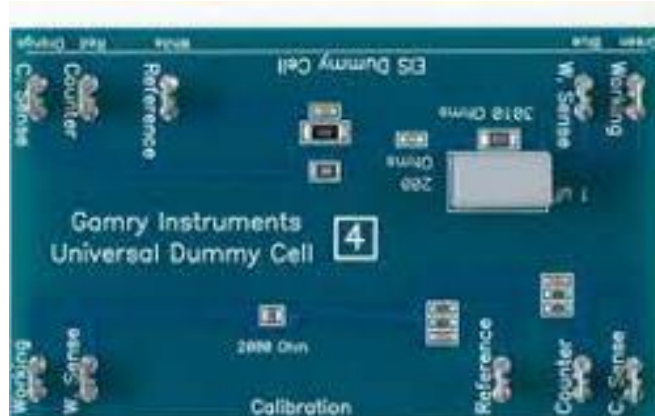 Orange
Red
White
Blue
Green
C. Sense
Counter
Reference
EIS Dummy Cell
W. Sense
Working
3010 Ohms
200
Ohms
1 uF
Gamry Instruments
Universal Dummy Cell
4
2000 Ohm
Working
W. Sense
Calibration
Reference
Counter
C. Sense